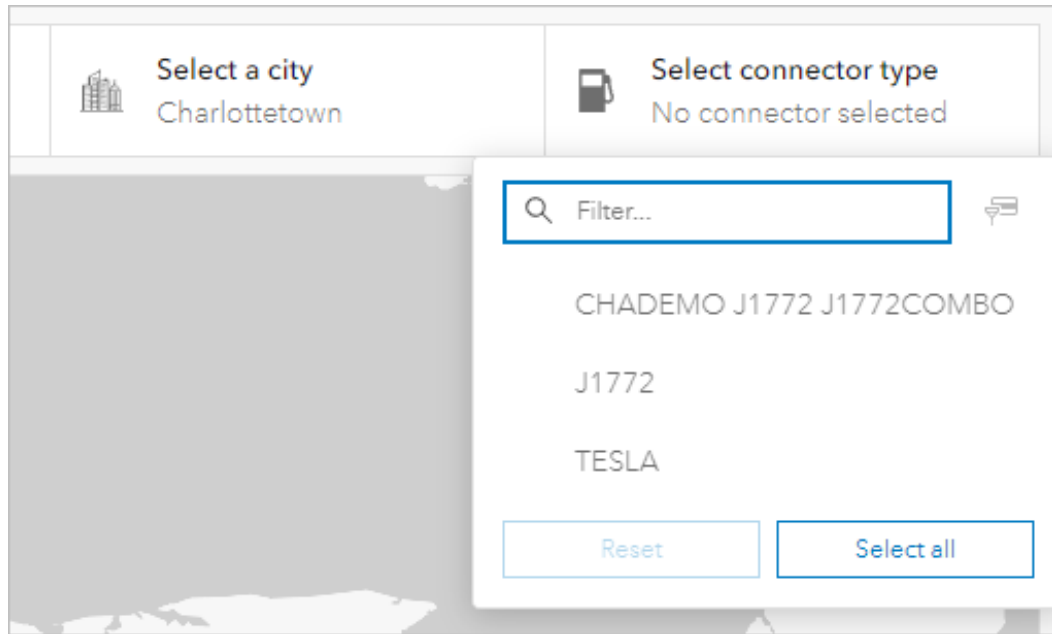 Select a city
Charlottetown
Select connector type
No connector selected
Filter...
CHADEMO J1772 J1772COMBO
J1772
TESLA
Reset
Select all